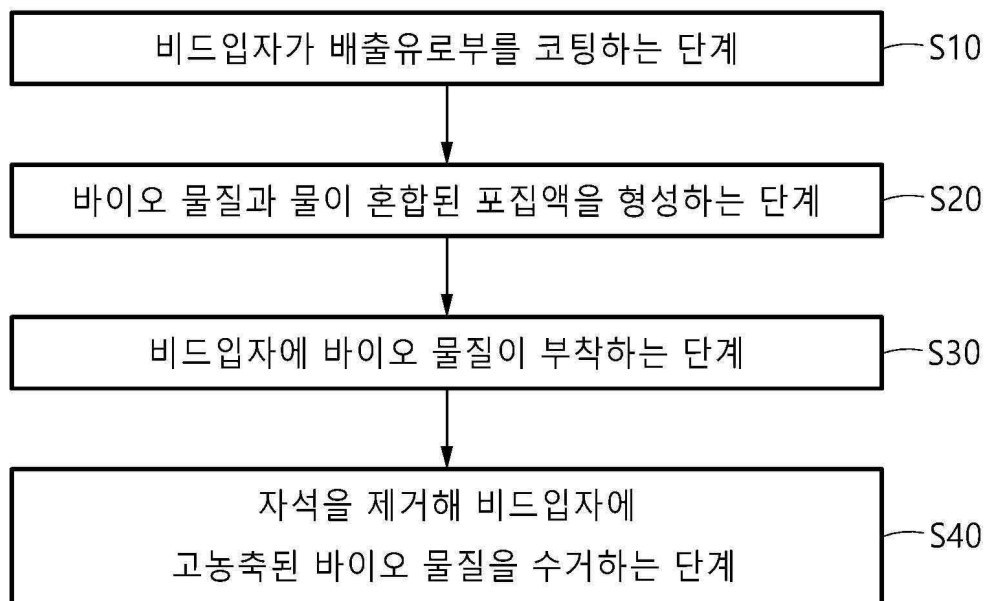 비드입자가 배출유로부를 코팅하는 단계
S10
바이오 물질과 물이 혼합된 포집액을 형성하는 단계
S20
비드입자에 바이오 물질이 부착하는 단계
S30
자석을 제거해 비드입자에
고농축된 바이오 물질을 수거하는 단계
S40